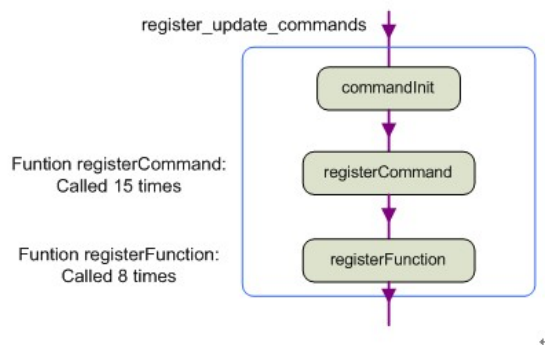 register_update_commands
commandInit
Funtion registerCommand:
Called 15 times
registerCommand
Funtion registerFunction:
Called 8 times
registerFunction